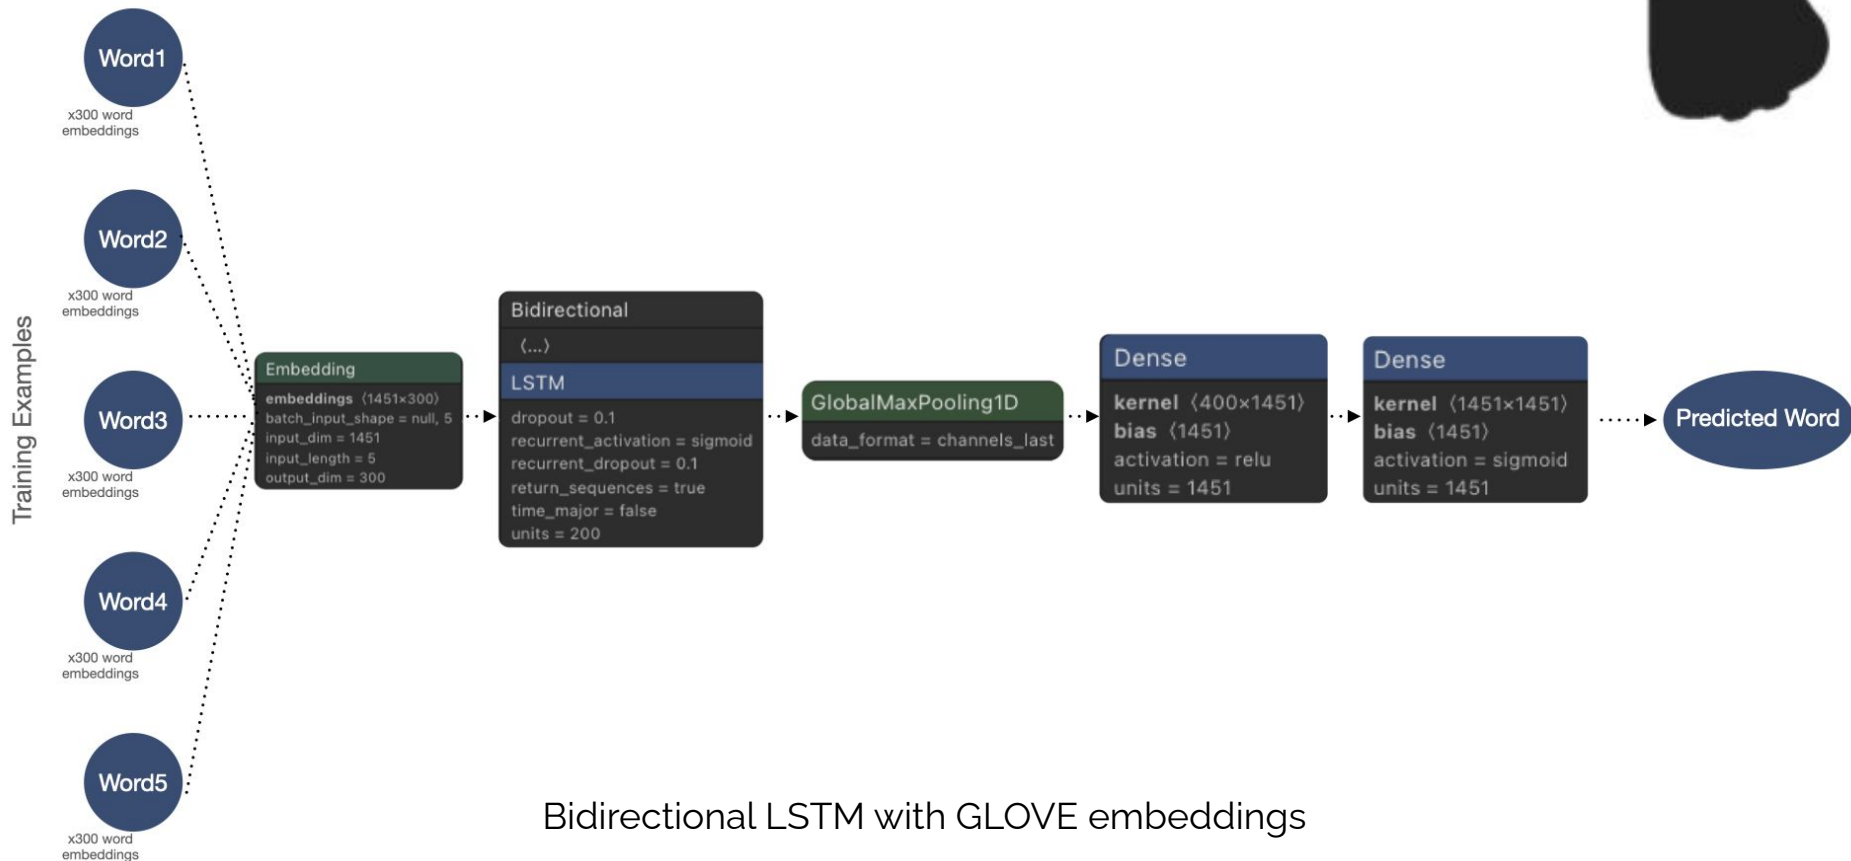 Training Examples
Word1
x300 word
embeddings
Word2
x300 word
embeddings
Word3
x300 word
embeddings
Word4
x300 word
embeddings
Word5
x300 word
embeddings
Embedding
embeddings ⟨1451×300⟩
batch_input_shape = null, 5
input_dim = 1451
input_length = 5
output_dim = 300
Bidirectional
⟨...⟩
LSTM
dropout = 0.1
recurrent_activation = sigmoid
recurrent_dropout = 0.1
return_sequences = true
time_major = false
units = 200
GlobalMaxPooling1D
data_format = channels_last
Dense
kernel ⟨400×1451⟩
bias ⟨1451⟩
activation = relu
units = 1451
Dense
kernel ⟨1451×1451⟩
bias ⟨1451⟩
activation = sigmoid
units = 1451
Predicted Word
Bidirectional LSTM with GLOVE embeddings